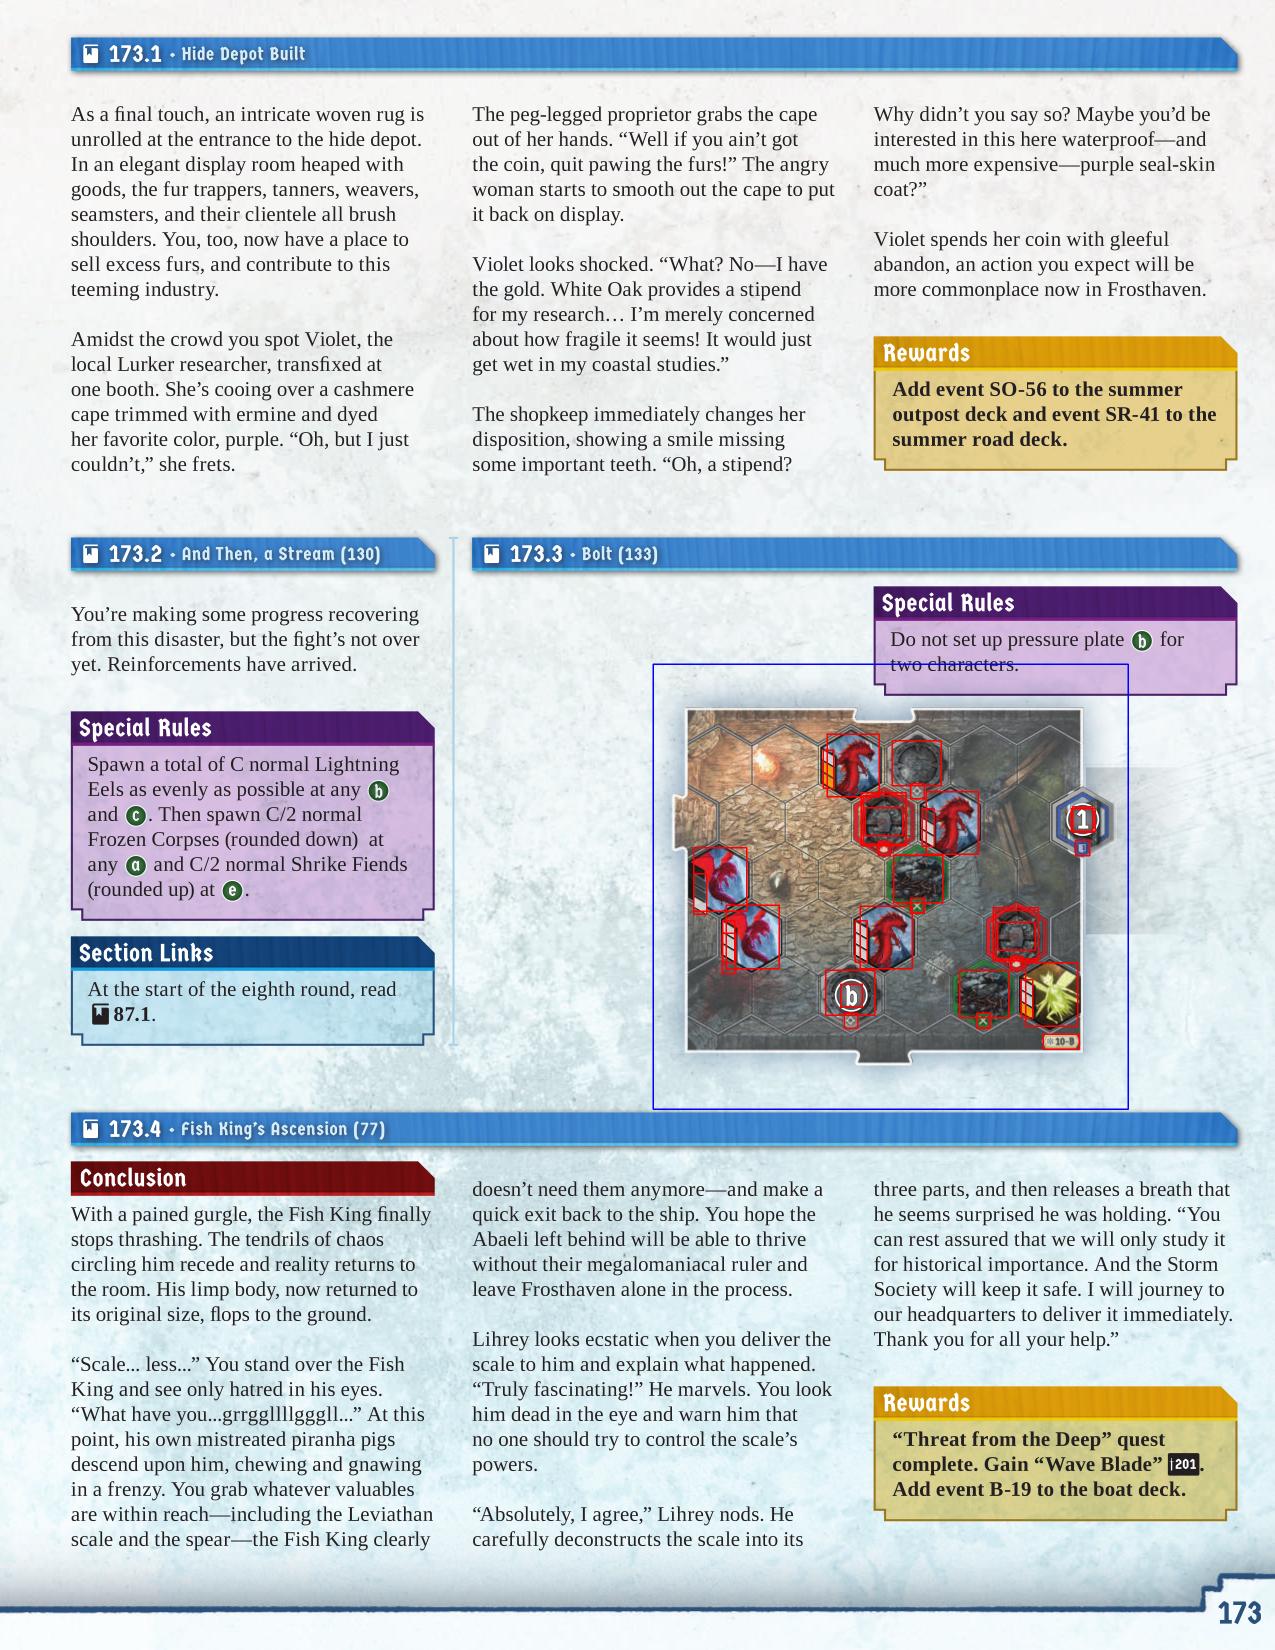 173.1 • Hide Depot Built
As a final touch, an intricate woven rug is
unrolled at the entrance to the hide depot.
In an elegant display room heaped with
goods, the fur trappers, tanners, weavers,
seamsters, and their clientele all brush
shoulders. You, too, now have a place to
sell excess furs, and contribute to this
teeming industry.
Amidst the crowd you spot Violet, the
local Lurker researcher, transfixed at
one booth. She’s cooing over a cashmere
cape trimmed with ermine and dyed
her favorite color, purple. “Oh, but I just
couldn’t,” she frets.
The peg-legged proprietor grabs the cape
out of her hands. “Well if you ain’t got
the coin, quit pawing the furs!” The angry
woman starts to smooth out the cape to put
it back on display.
Violet looks shocked. “What? No—I have
the gold. White Oak provides a stipend
for my research… I’m merely concerned
about how fragile it seems! It would just
get wet in my coastal studies.”
The shopkeep immediately changes her
disposition, showing a smile missing
some important teeth. “Oh, a stipend?
Why didn’t you say so? Maybe you’d be
interested in this here waterproof—and
much more expensive—purple seal-skin
coat?”
Violet spends her coin with gleeful
abandon, an action you expect will be
more commonplace now in Frosthaven.
Rewards
Add event SO-56 to the summer
outpost deck and event SR-41 to the
summer road deck.
173.2 • And Then, a Stream (130)
You’re making some progress recovering
from this disaster, but the fight’s not over
yet. Reinforcements have arrived.
Special Rules
Spawn a total of C normal Lightning
Eels as evenly as possible at any b
and c. Then spawn C/2 normal
Frozen Corpses (rounded down) at
any a and C/2 normal Shrike Fiends
(rounded up) at e.
Section Links
At the start of the eighth round, read
87.1.
173.3 • Bolt (133)
Special Rules
Do not set up pressure plate b for
two characters.
1
b
10-B
173.4 • Fish King’s Ascension (77)
Conclusion
With a pained gurgle, the Fish King finally
stops thrashing. The tendrils of chaos
circling him recede and reality returns to
the room. His limp body, now returned to
its original size, flops to the ground.
“Scale... less...” You stand over the Fish
King and see only hatred in his eyes.
“What have you...grrggllllgggll...” At this
point, his own mistreated piranha pigs
descend upon him, chewing and gnawing
in a frenzy. You grab whatever valuables
are within reach—including the Leviathan
scale and the spear—the Fish King clearly
doesn’t need them anymore—and make a
quick exit back to the ship. You hope the
Abaeli left behind will be able to thrive
without their megalomaniacal ruler and
leave Frosthaven alone in the process.
Lihrey looks ecstatic when you deliver the
scale to him and explain what happened.
“Truly fascinating!” He marvels. You look
him dead in the eye and warn him that
no one should try to control the scale’s
powers.
“Absolutely, I agree,” Lihrey nods. He
carefully deconstructs the scale into its
three parts, and then releases a breath that
he seems surprised he was holding. “You
can rest assured that we will only study it
for historical importance. And the Storm
Society will keep it safe. I will journey to
our headquarters to deliver it immediately.
Thank you for all your help.”
Rewards
“Threat from the Deep” quest
complete. Gain “Wave Blade” 201.
Add event B-19 to the boat deck.
173